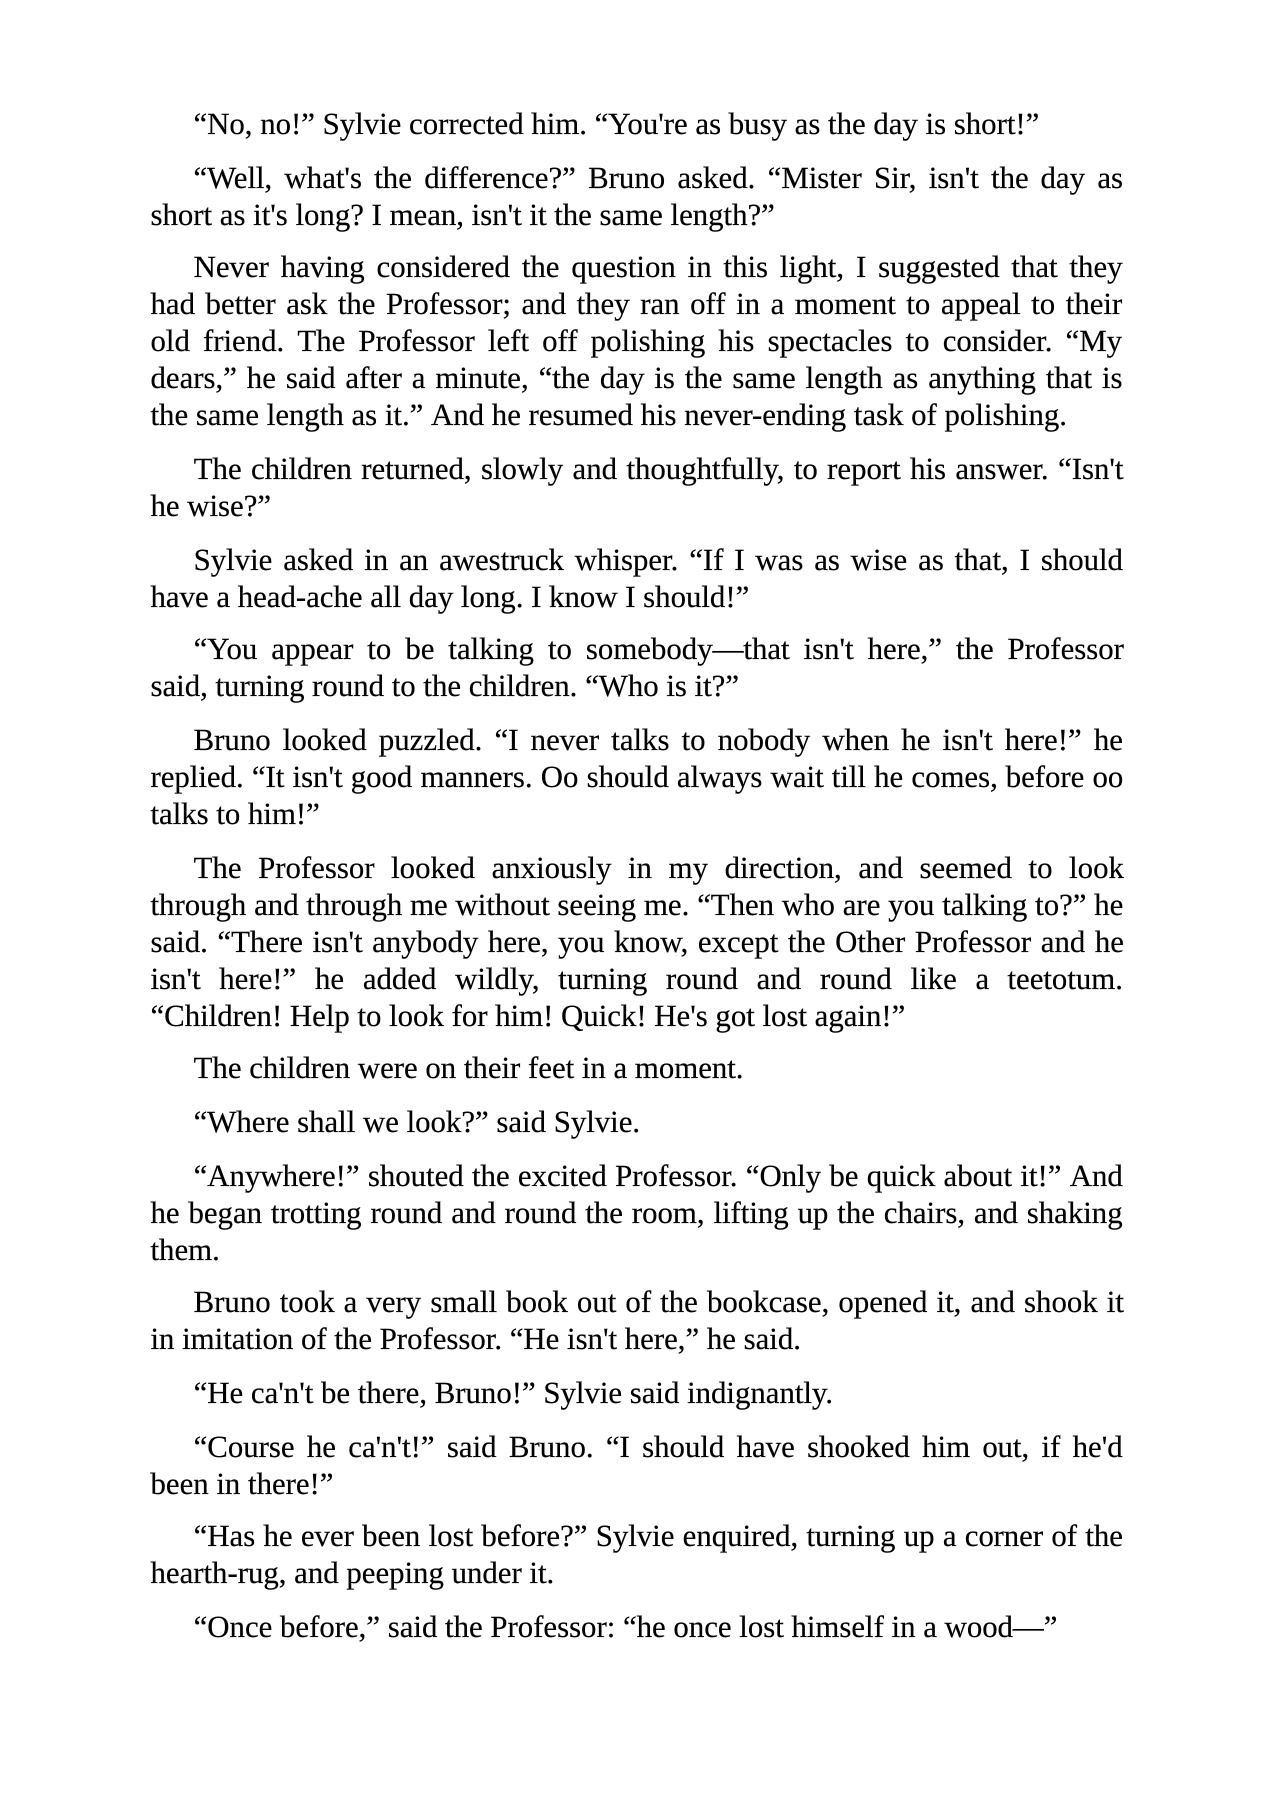 “No, no!” Sylvie corrected him. “You're as busy as the day is short!”
“Well, what's the difference?” Bruno asked. “Mister Sir, isn't the day as
short as it's long? I mean, isn't it the same length?”
Never having considered the question in this light, I suggested that they
had better ask the Professor; and they ran off in a moment to appeal to their
old friend. The Professor left off polishing his spectacles to consider. “My
dears,” he said after a minute, “the day is the same length as anything that is
the same length as it.” And he resumed his never-ending task of polishing.
The children returned, slowly and thoughtfully, to report his answer. “Isn't
he wise?”
Sylvie asked in an awestruck whisper. “If I was as wise as that, I should
have a head-ache all day long. I know I should!”
“You appear to be talking to somebody—that isn't here,” the Professor
said, turning round to the children. “Who is it?”
Bruno looked puzzled. “I never talks to nobody when he isn't here!” he
replied. “It isn't good manners. Oo should always wait till he comes, before oo
talks to him!”
The Professor looked anxiously in my direction, and seemed to look
through and through me without seeing me. “Then who are you talking to?” he
said. “There isn't anybody here, you know, except the Other Professor and he
isn't here!” he added wildly, turning round and round like a teetotum.
“Children! Help to look for him! Quick! He's got lost again!”
The children were on their feet in a moment.
“Where shall we look?” said Sylvie.
“Anywhere!” shouted the excited Professor. “Only be quick about it!” And
he began trotting round and round the room, lifting up the chairs, and shaking
them.
Bruno took a very small book out of the bookcase, opened it, and shook it
in imitation of the Professor. “He isn't here,” he said.
“He ca'n't be there, Bruno!” Sylvie said indignantly.
“Course he ca'n't!” said Bruno. “I should have shooked him out, if he'd
been in there!”
“Has he ever been lost before?” Sylvie enquired, turning up a corner of the
hearth-rug, and peeping under it.
“Once before,” said the Professor: “he once lost himself in a wood—”